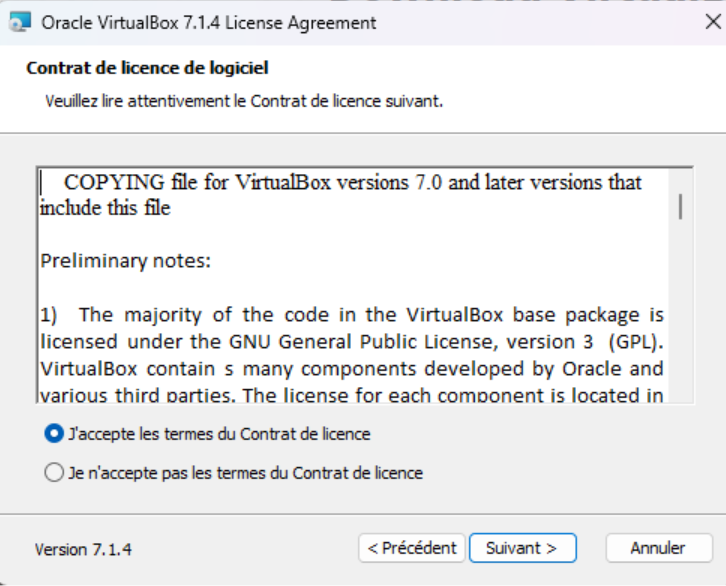 Oracle VirtualBox 7.1.4 License Agreement
Contrat de licence de logiciel
Veuillez lire attentivement le Contrat de licence suivant.
COPYING file for VirtualBox versions 7.0 and later versions that
include this file
Preliminary notes:
1) The majority of the code in the VirtualBox base package is
licensed under the GNU General Public License, version 3 (GPL).
VirtualBox contain s many components developed by Oracle and
various third parties. The license for each component is located in
J'accepte les termes du Contrat de licence
Je n'accepte pas les termes du Contrat de licence
Version 7.1.4
< Précédent
Suivant >
Annuler